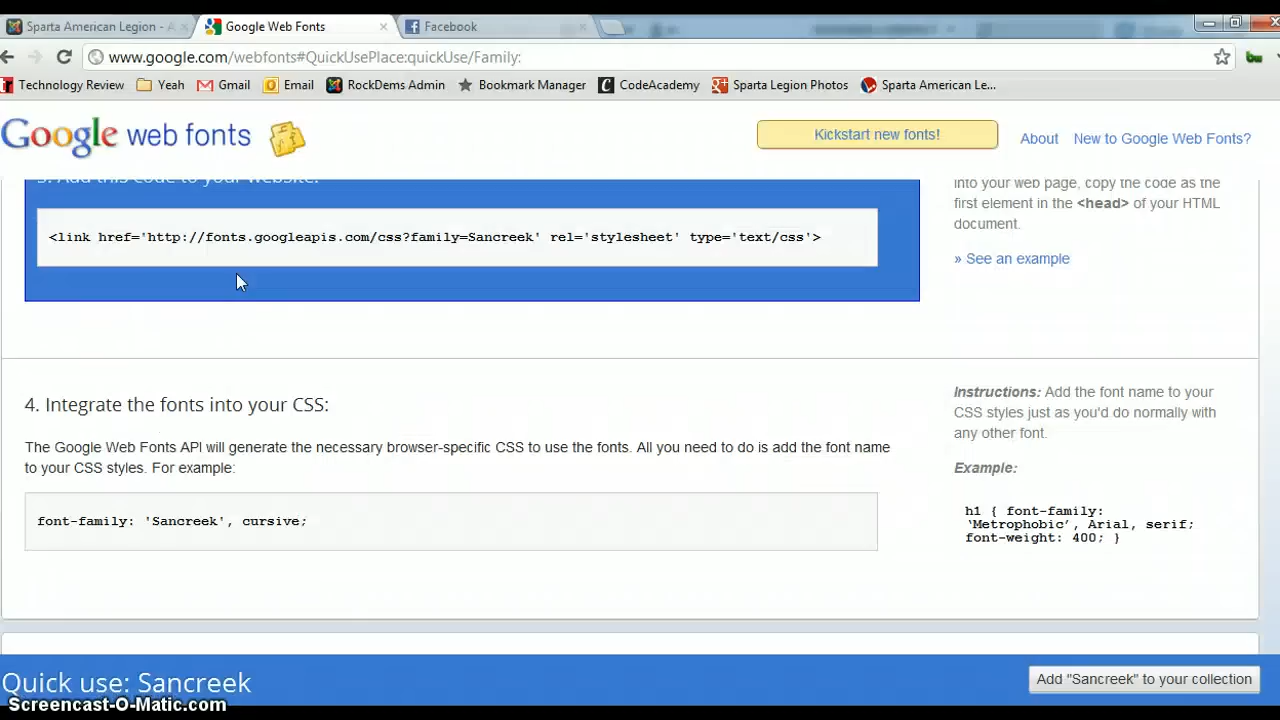 Sparta American Legion - A
Google Web Fonts
Facebook
www.google.com/webfonts#QuickUsePlace:quickUse/Family:
Technology Review
Yeah
Gmail
Email
RockDems Admin
Bookmark Manager
CodeAcademy
Sparta Legion Photos
Sparta American Le...
Google web fonts
Kickstart new fonts!
About
New to Google Web Fonts?
3. Add this code to your website:
<link href='http://fonts.googleapis.com/css?family=Sancreek' rel='stylesheet' type='text/css'>
into your web page, copy the code as the
first element in the <head> of your HTML
document.
» See an example
4. Integrate the fonts into your CSS:
The Google Web Fonts API will generate the necessary browser-specific CSS to use the fonts. All you need to do is add the font name
to your CSS styles. For example:
font-family: 'Sancreek', cursive;
Instructions: Add the font name to your
CSS styles just as you'd do normally with
any other font.
Example:
h1 { font-family:
‘Metrophobic’, Arial, serif;
font-weight: 400; }
Quick use: Sancreek
Add "Sancreek" to your collection
Screencast-O-Matic.com